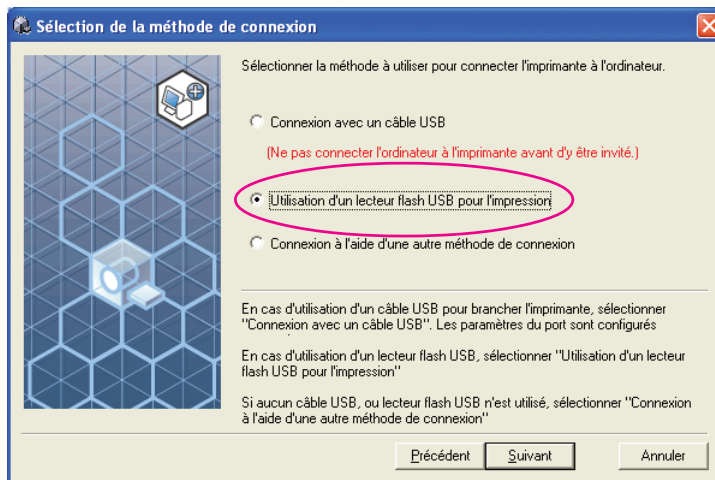 Sélection de la méthode de connexion
Sélectionner la méthode à utiliser pour connecter l'imprimante à l'ordinateur.
Connexion avec un câble USB
(Ne pas connecter l'ordinateur à l'imprimante avant d'y être invité.)
Utilisation d'un lecteur flash USB pour l'impression
Connexion à l'aide d'une autre méthode de connexion
En cas d'utilisation d'un câble USB pour brancher l'imprimante, sélectionner
"Connexion avec un câble USB". Les paramètres du port sont configurés
En cas d'utilisation d'un lecteur flash USB, sélectionner "Utilisation d'un lecteur
flash USB pour l'impression"
Si aucun câble USB, ou lecteur flash USB n'est utilisé, sélectionner "Connexion
à l'aide d'une autre méthode de connexion"
Précédent
Suivant
Annuler